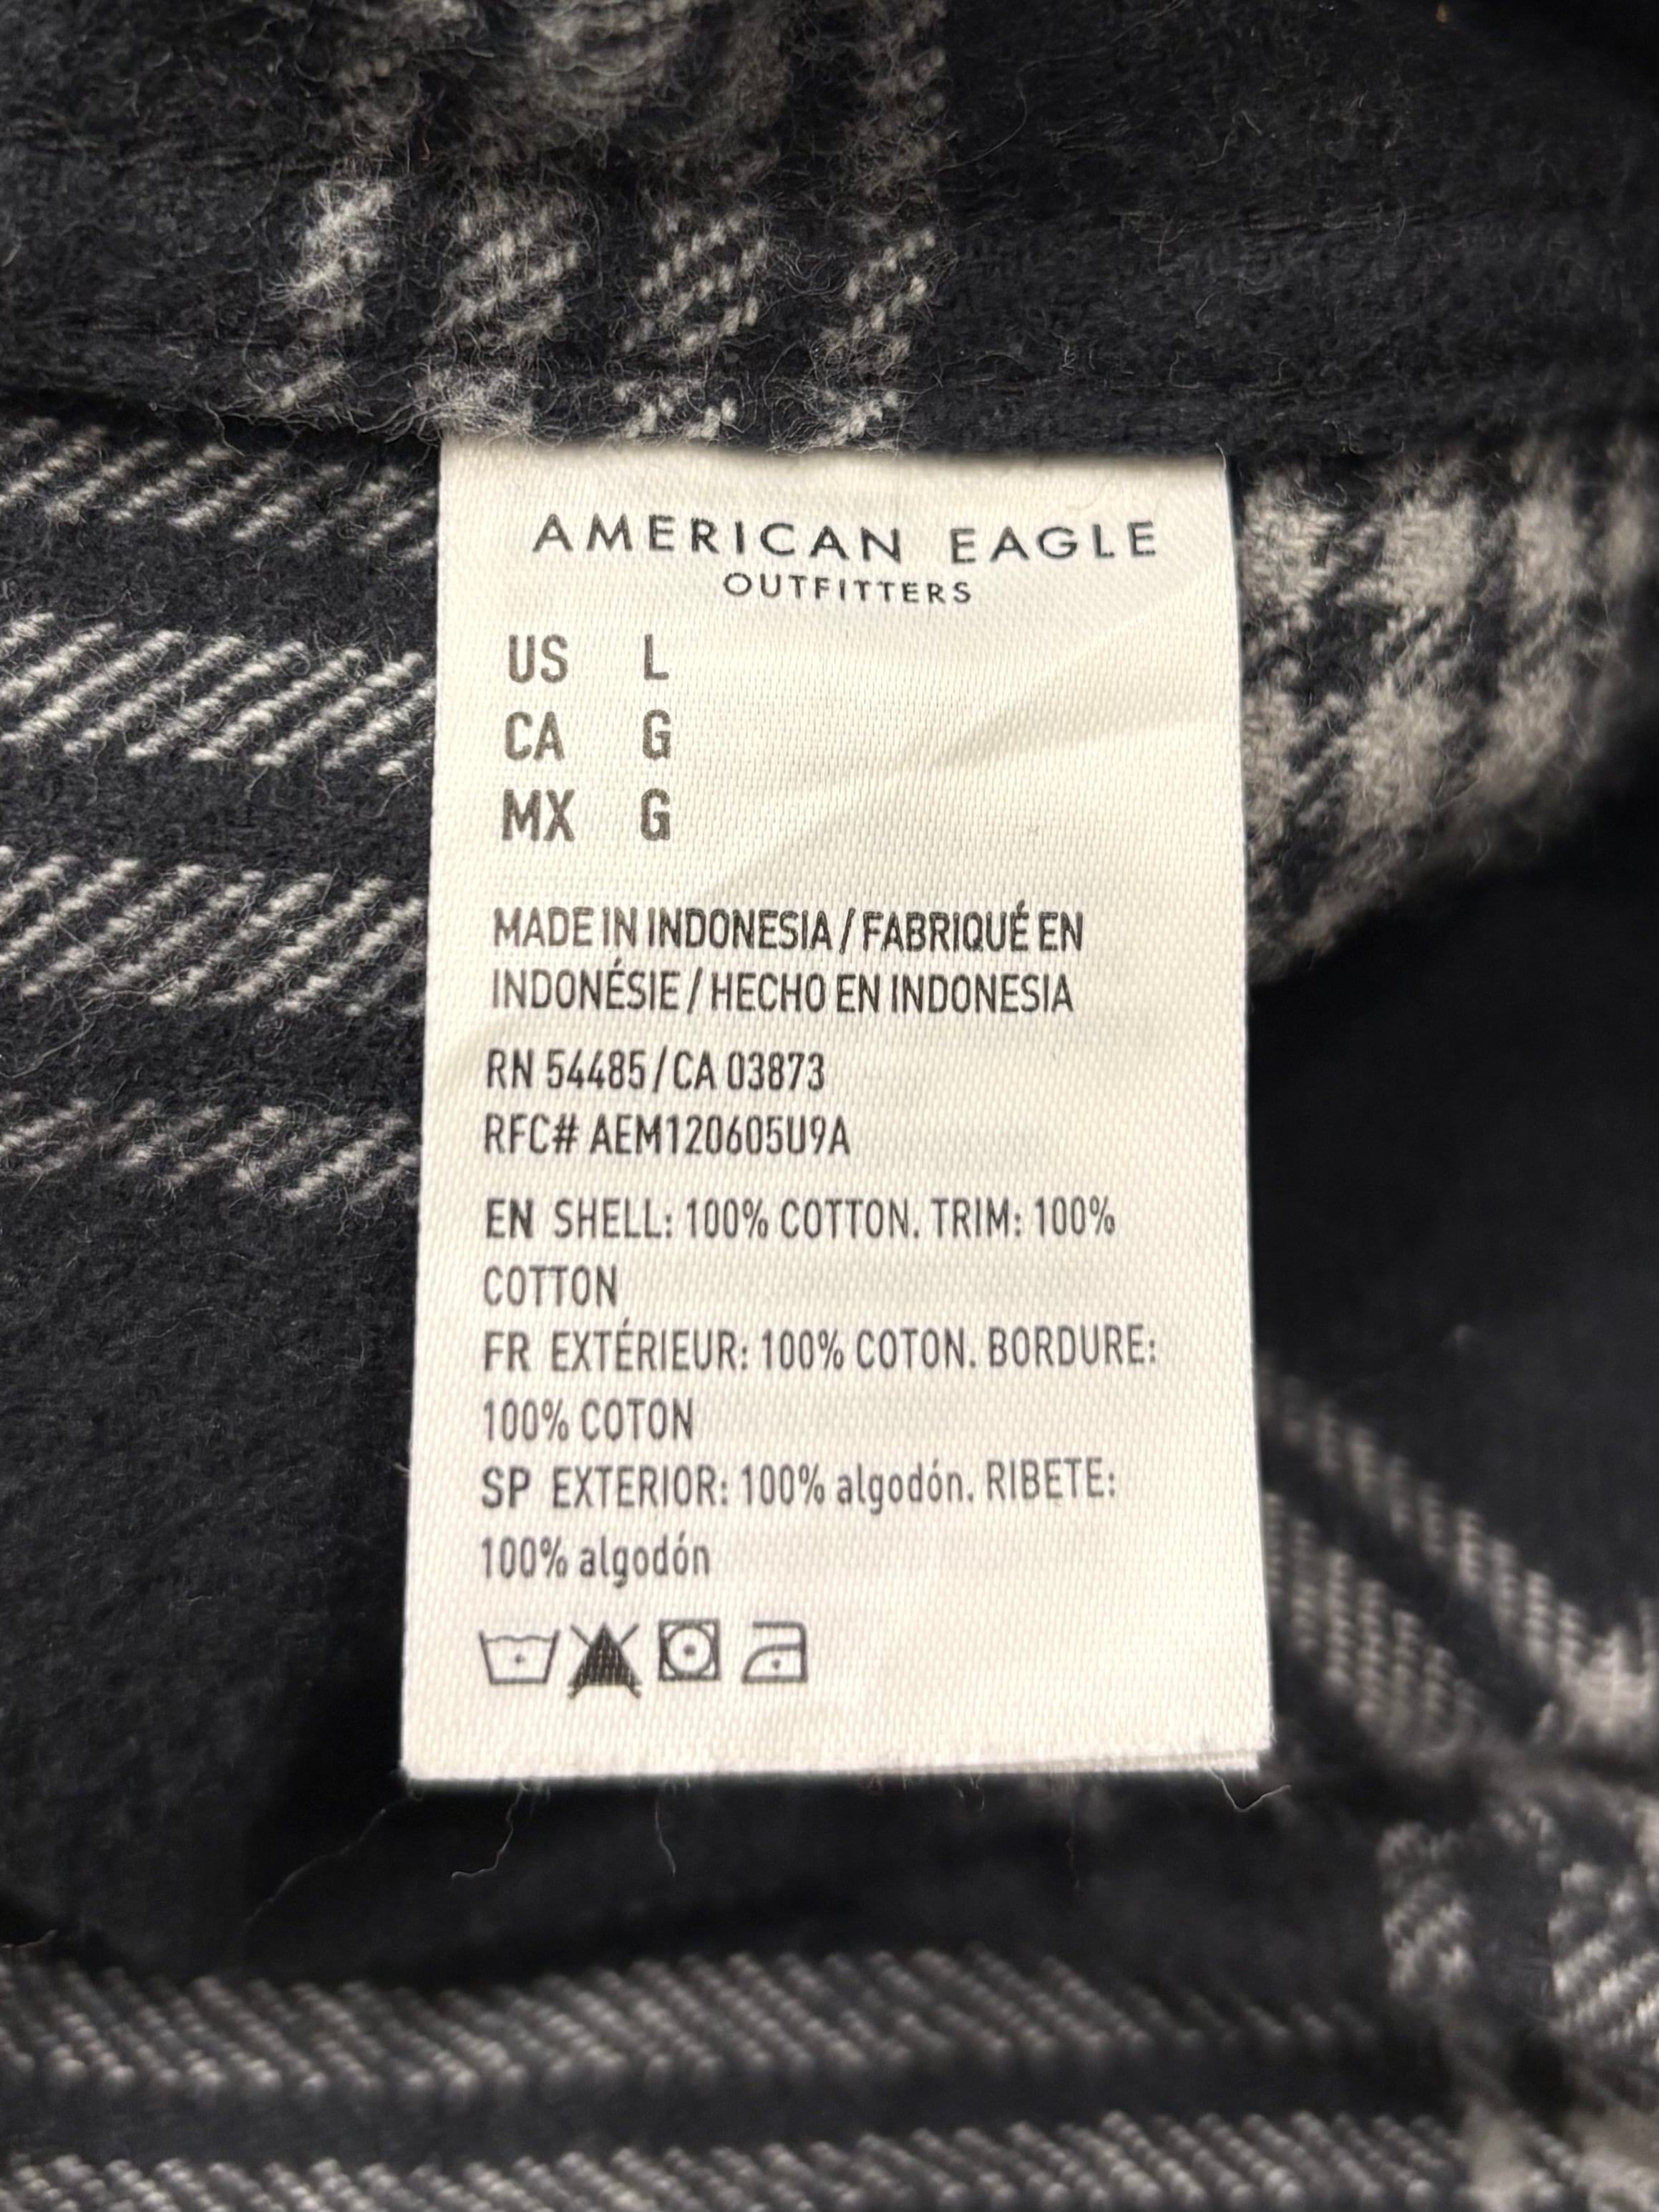 AMERICAN EAGLE
OUTFITTERS
US L
CA G
MX G
MADE IN INDONESIA / FABRIQUÉ EN
INDONÉSIE / HECHO EN INDONESIA
RN 54485 / CA 03873
RFC# AEM120605U9A
EN SHELL: 100% COTTON. TRIM: 100%
COTTON
FR EXTÉRIEUR: 100% COTON. BORDURE:
100% COTON
SP EXTERIOR: 100% algodón. RIBETE:
100% algodón